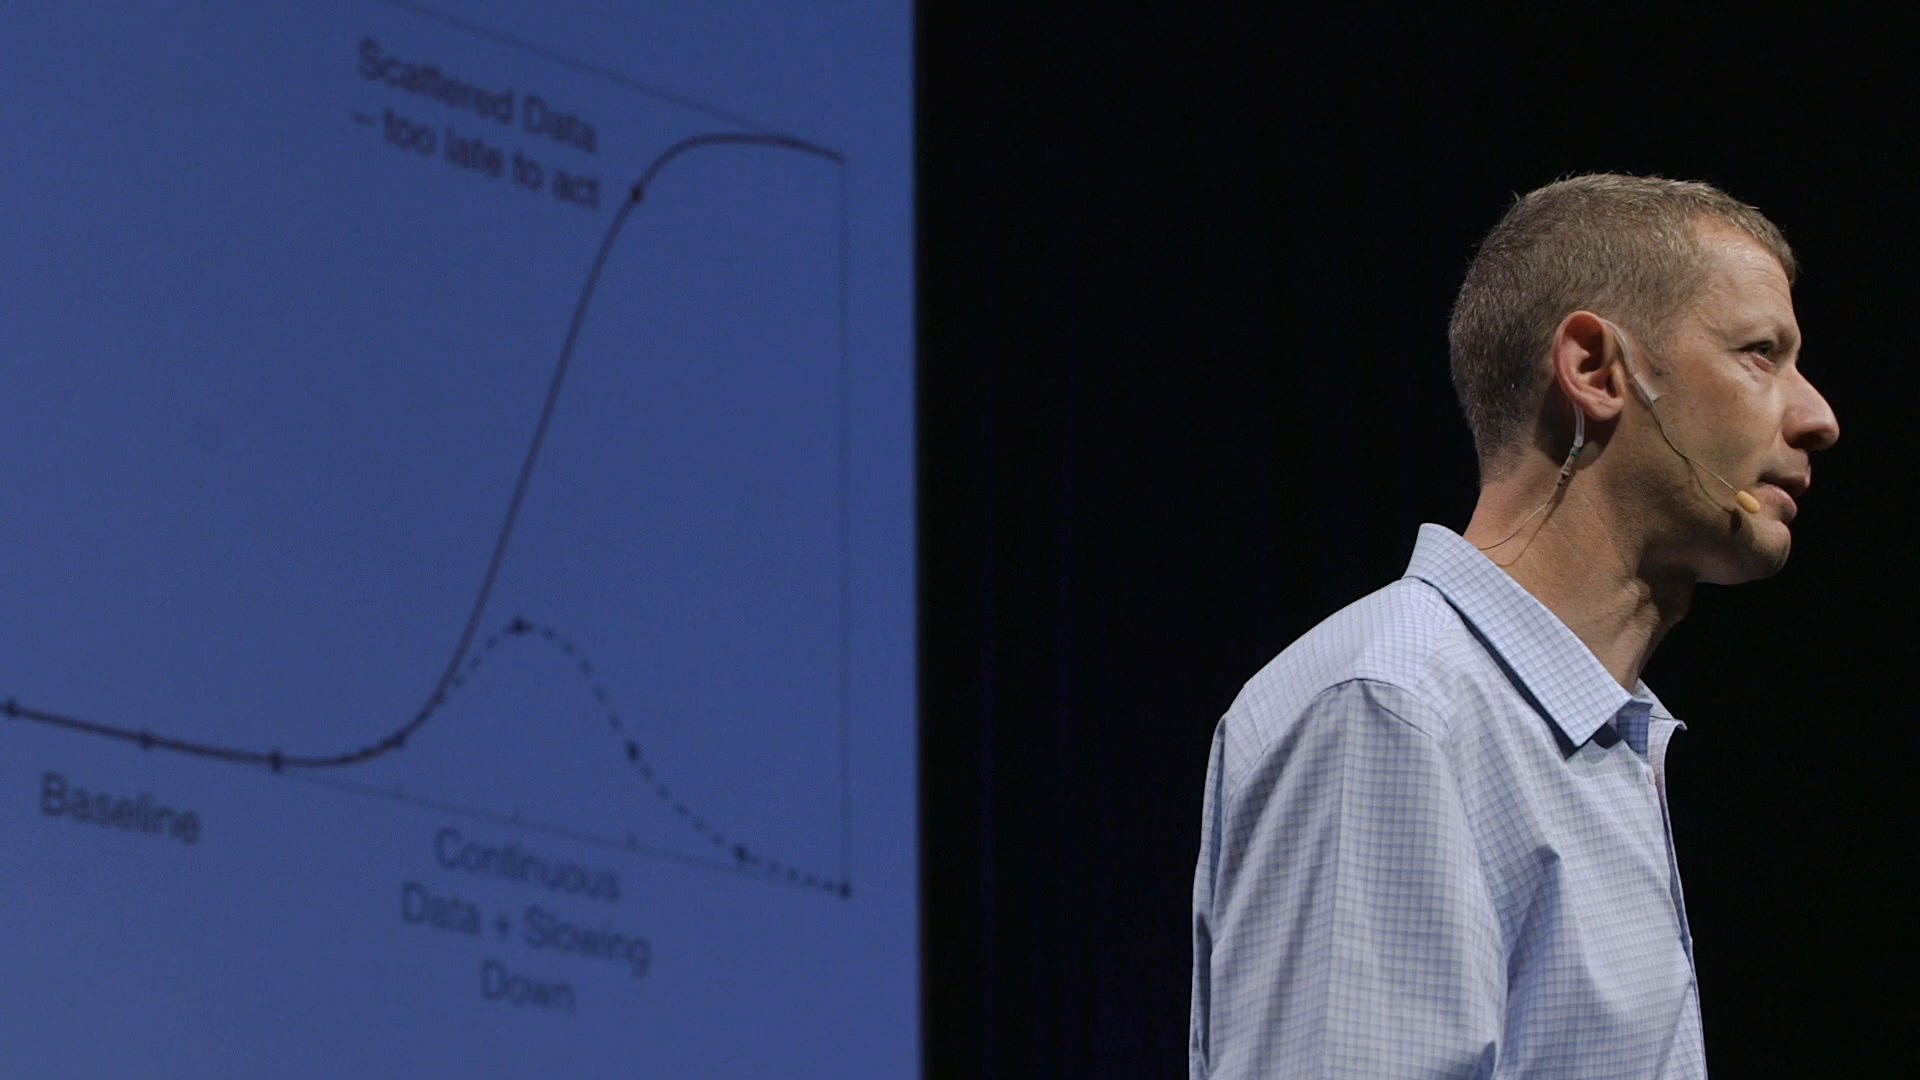 Scattered Data
– too late to act
Baseline
Continuous
Data + Slowing
Down